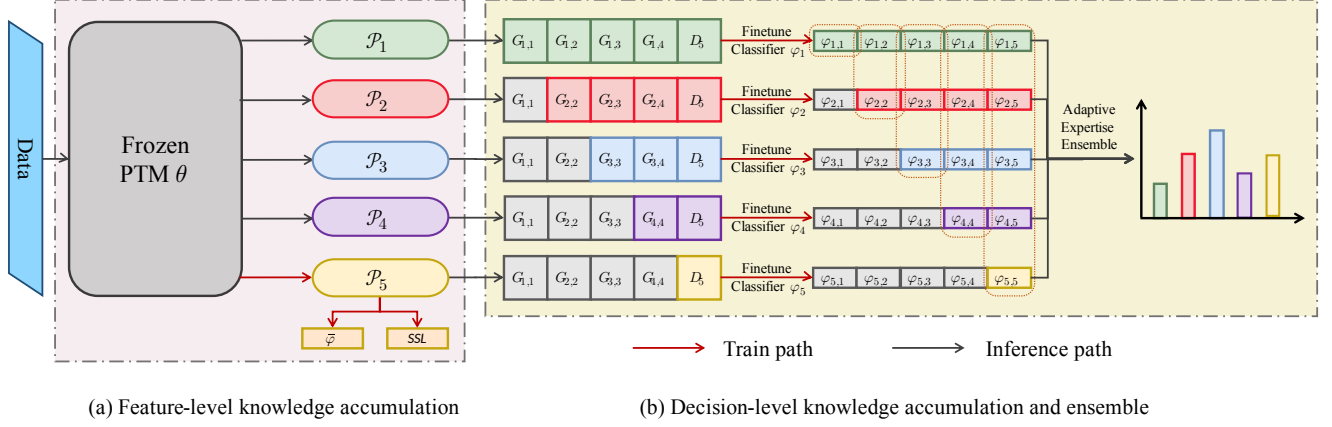 Data
Frozen
PTM θ
𝒫₁
𝒫₂
𝒫₃
𝒫₄
𝒫₅
φ̄
SSL
G₁,₁ G₁,₂ G₁,₃ G₁,₄ D₅
Finetune
Classifier φ₁
φ₁,₁ φ₁,₂ φ₁,₃ φ₁,₄ φ₁,₅
G₁,₁ G₂,₂ G₂,₃ G₂,₄ D₅
Finetune
Classifier φ₂
φ₂,₁ φ₂,₂ φ₂,₃ φ₂,₄ φ₂,₅
G₁,₁ G₂,₂ G₃,₃ G₃,₄ D₅
Finetune
Classifier φ₃
φ₃,₁ φ₃,₂ φ₃,₃ φ₃,₄ φ₃,₅
G₁,₁ G₂,₂ G₃,₃ G₄,₄ D₅
Finetune
Classifier φ₄
φ₄,₁ φ₄,₂ φ₄,₃ φ₄,₄ φ₄,₅
G₁,₁ G₂,₂ G₃,₃ G₄,₄ D₅
Finetune
Classifier φ₅
φ₅,₁ φ₅,₂ φ₅,₃ φ₅,₄ φ₅,₅
Adaptive
Expertise
Ensemble
Train path
Inference path
(a) Feature-level knowledge accumulation
(b) Decision-level knowledge accumulation and ensemble